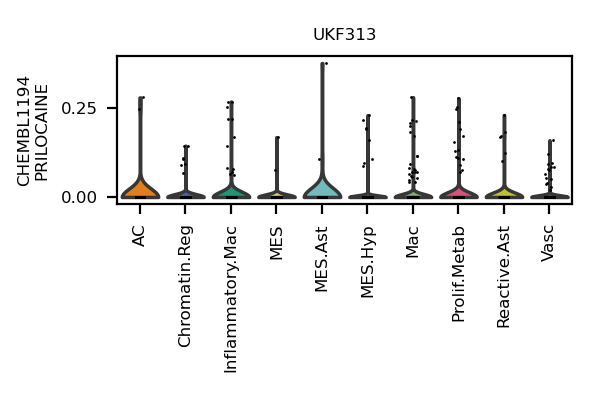 UKF313
CHEMBL1194
PRILOCAINE
0.25
0.00
AC
Chromatin.Reg
Inflammatory.Mac
MES
MES.Ast
MES.Hyp
Mac
Prolif.Metab
Reactive.Ast
Vasc